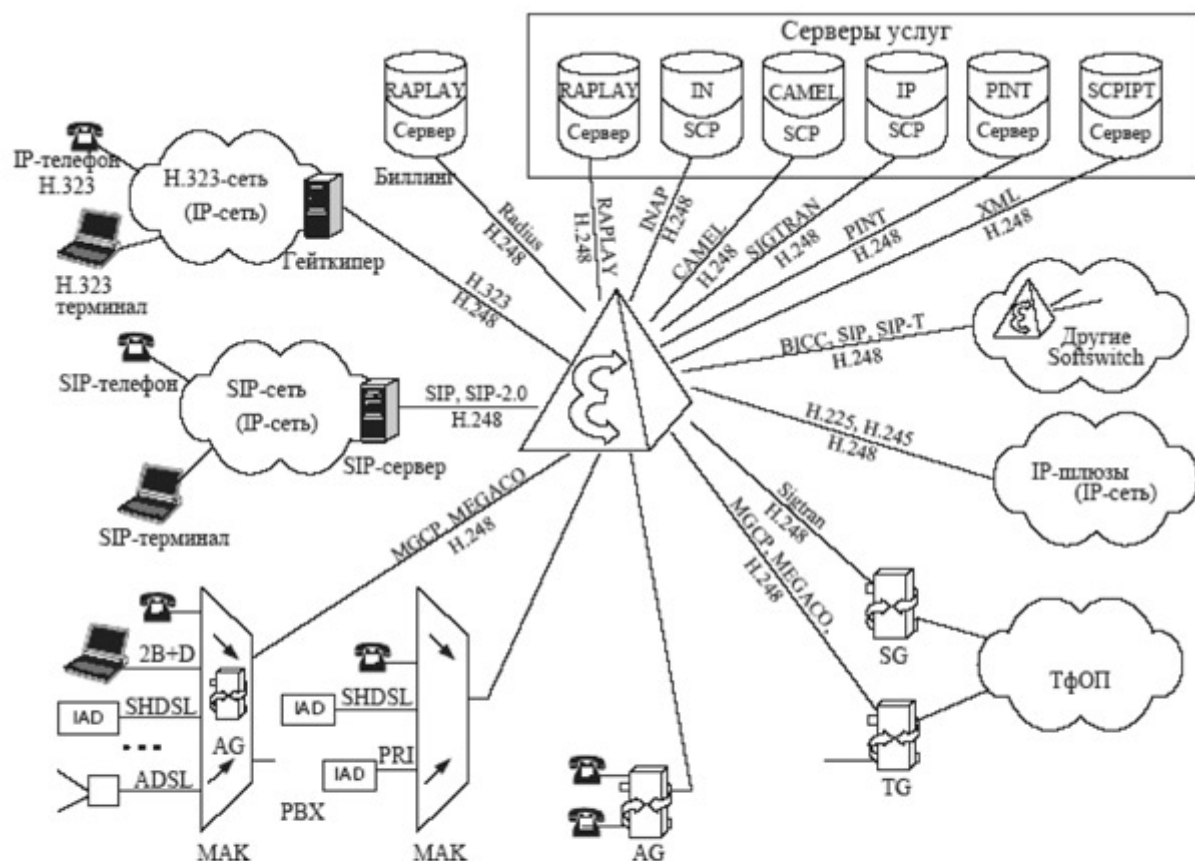 Серверы услуг
RAPLAY
Сервер
Биллинг
RAPLAY
Сервер
IN
SCP
CAMEL
SCP
IP
SCP
PINT
Сервер
SCPIPT
Сервер
IP-телефон
H.323
H.323-сеть
(IP-сеть)
Гейткипер
H.323
терминал
Radius
H.248
RAPLAY
H.248
INAP
H.248
CAMEL
H.248
SIGTRAN
H.248
PINT
H.248
XML
H.248
H.323
H.248
BICC, SIP, SIP-T
H.248
Другие
Softswitch
SIP-телефон
SIP-сеть
(IP-сеть)
SIP-сервер
SIP-терминал
SIP, SIP-2.0
H.248
H.225, H.245
H.248
IP-шлюзы
(IP-сеть)
MGCP, MEGACO
H.248
Sigtran
H.248
MGCP, MEGACO,
H.248
SG
ТфОП
TG
2B+D
SHDSL
IAD
ADSL
AG
МАК
PBX
SHDSL
IAD
PRI
IAD
МАК
AG